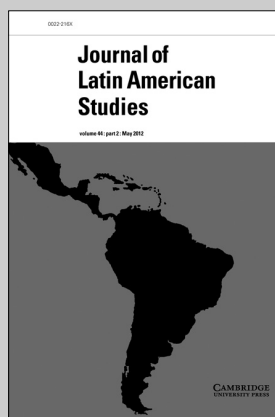 0022-216X
Journal of
Latin American
Studies
volume 44 : part 2 : May 2012
CAMBRIDGE
UNIVERSITY PRESS